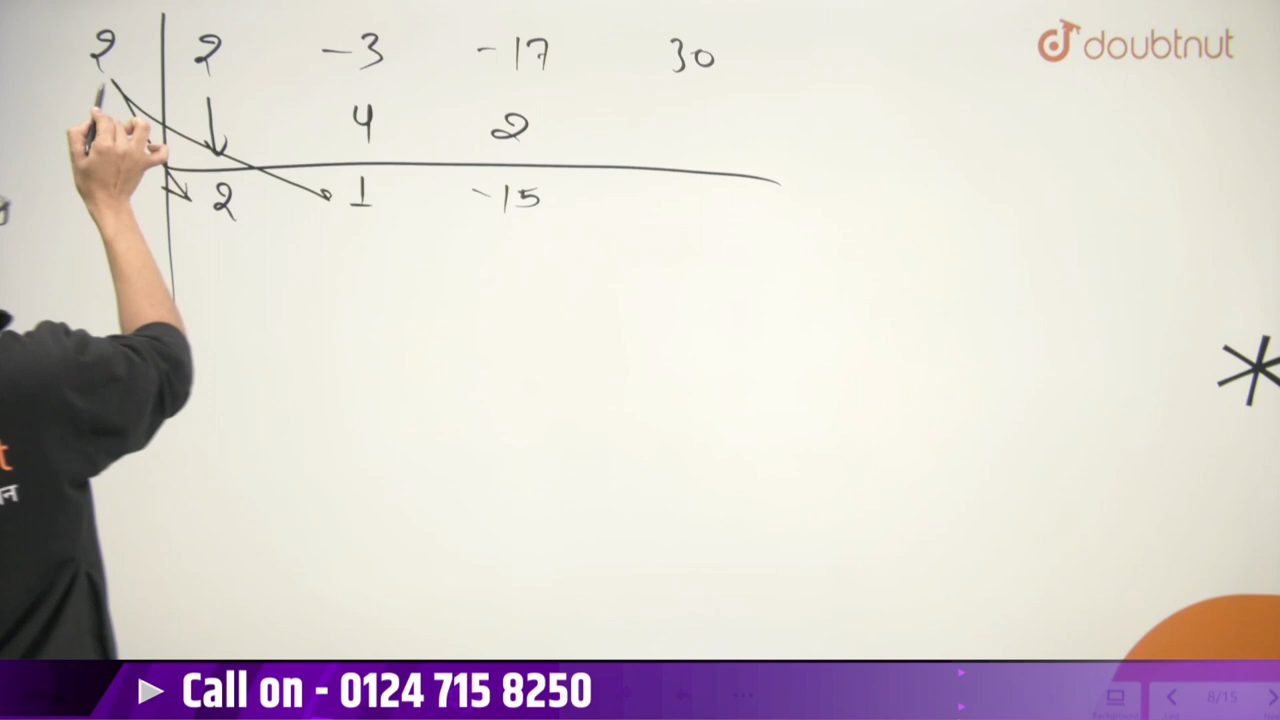 doubtnut
2 2 -3 -17 30
4 2
2 1 -15
Call on - 0124 715 8250
8/15